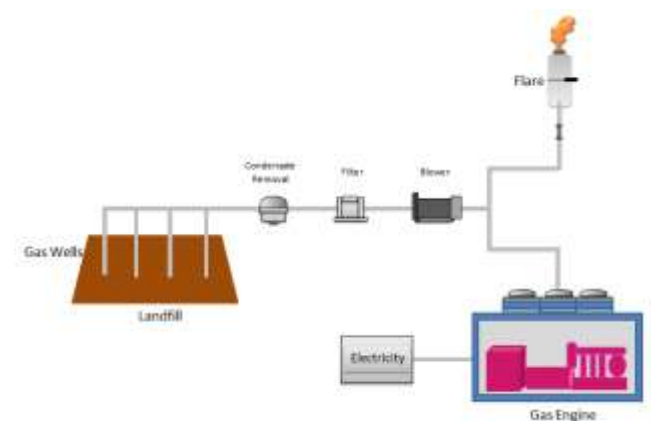 Flare
Condensate
Removal
Filter
Blower
Gas Wells
Landfill
Electricity
Gas Engine